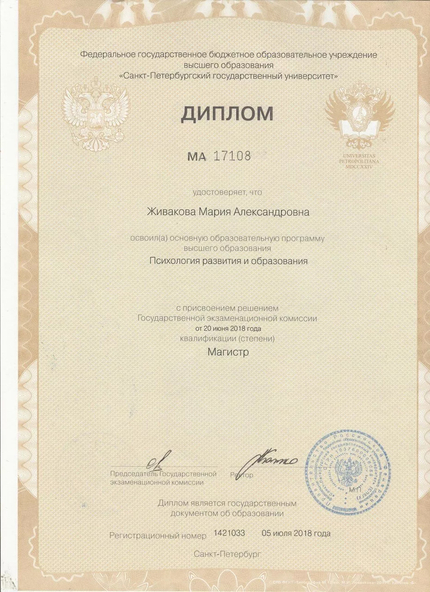 Федеральное государственное бюджетное образовательное учреждение
высшего образования
«Санкт-Петербургский государственный университет»
ДИПЛОМ
МА 17108
удостоверяет, что
Живакова Мария Александровна
освоил(а) основную образовательную программу
высшего образования
Психология развития и образования
с присвоением решением
Государственной экзаменационной комиссии
от 20 июня 2018 года
квалификации (степени)
Магистр
Председатель Государственной
экзаменационной комиссии
Ректор
МП
Диплом является государственным
документом об образовании
Регистрационный номер 1421033 05 июля 2018 года
Санкт-Петербург